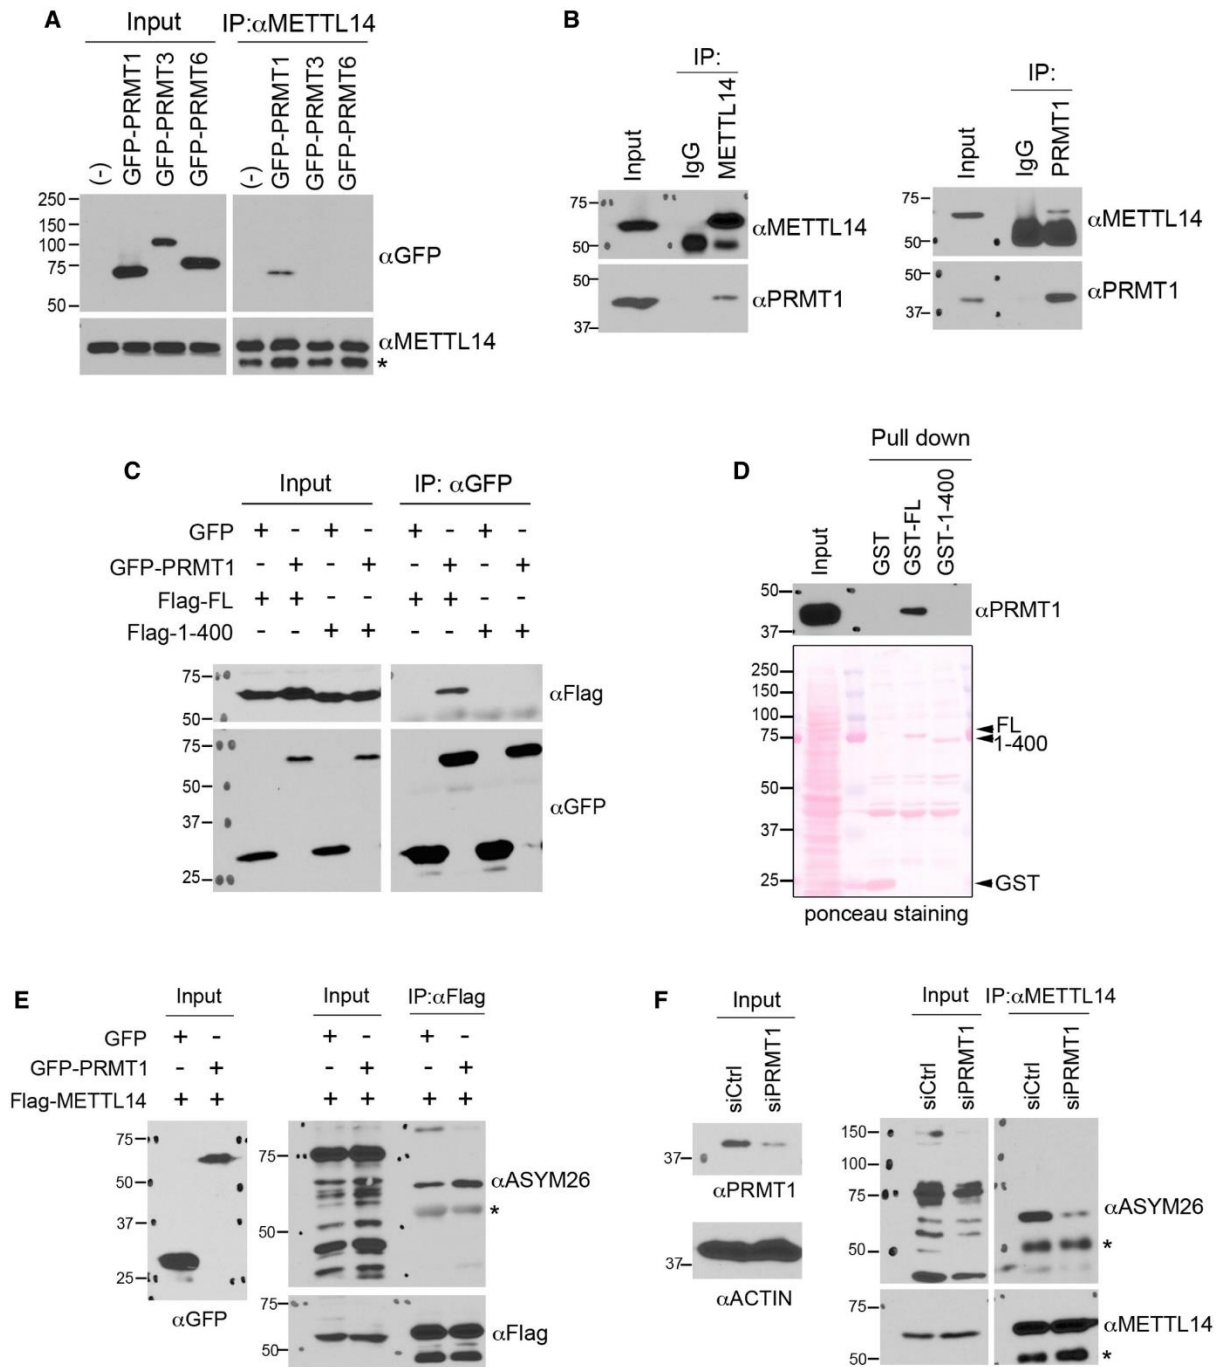 A
Input
IP:αMETTL14
(-)
GFP-PRMT1
GFP-PRMT3
GFP-PRMT6
(-)
GFP-PRMT1
GFP-PRMT3
GFP-PRMT6
250
150
100
75
50
αGFP
αMETTL14
*
B
IP:
Input
IgG
METTL14
75
50
αMETTL14
50
37
αPRMT1
IP:
Input
IgG
PRMT1
75
50
αMETTL14
50
37
αPRMT1
C
Input
IP: αGFP
GFP + - + - + - + -
GFP-PRMT1 - + - + - + - +
Flag-FL + + - - + + - -
Flag-1-400 - - + + - - + +
75
50
αFlag
75
50
37
25
αGFP
D
Pull down
Input
GST
GST-FL
GST-1-400
50
37
αPRMT1
250
150
100
75
50
37
25
FL
1-400
GST
ponceau staining
E
Input
Input
IP:αFlag
GFP + - + - + -
GFP-PRMT1 - + - + - +
Flag-METTL14 + + + + + +
75
50
37
25
αGFP
75
50
αASYM26
*
75
50
αFlag
F
Input
siCtrl
siPRMT1
37
αPRMT1
37
αACTIN
Input
IP:αMETTL14
siCtrl
siPRMT1
siCtrl
siPRMT1
150
100
75
50
αASYM26
*
75
50
αMETTL14
*